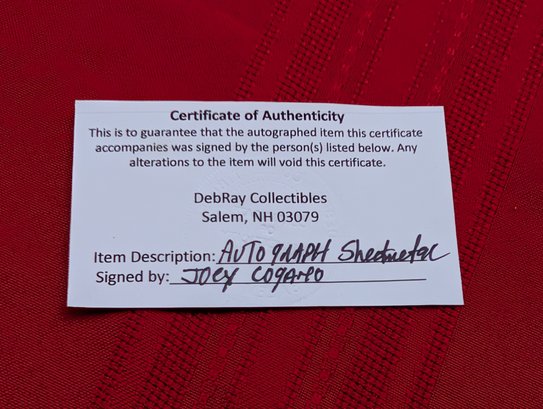 Certificate of Authenticity
This is to guarantee that the autographed item this certificate
accompanies was signed by the person(s) listed below. Any
alterations to the item will void this certificate.
DebRay Collectibles
Salem, NH 03079
Item Description: AUTOGRAPH Sheetmetal
Signed by: JOEY LOGANO